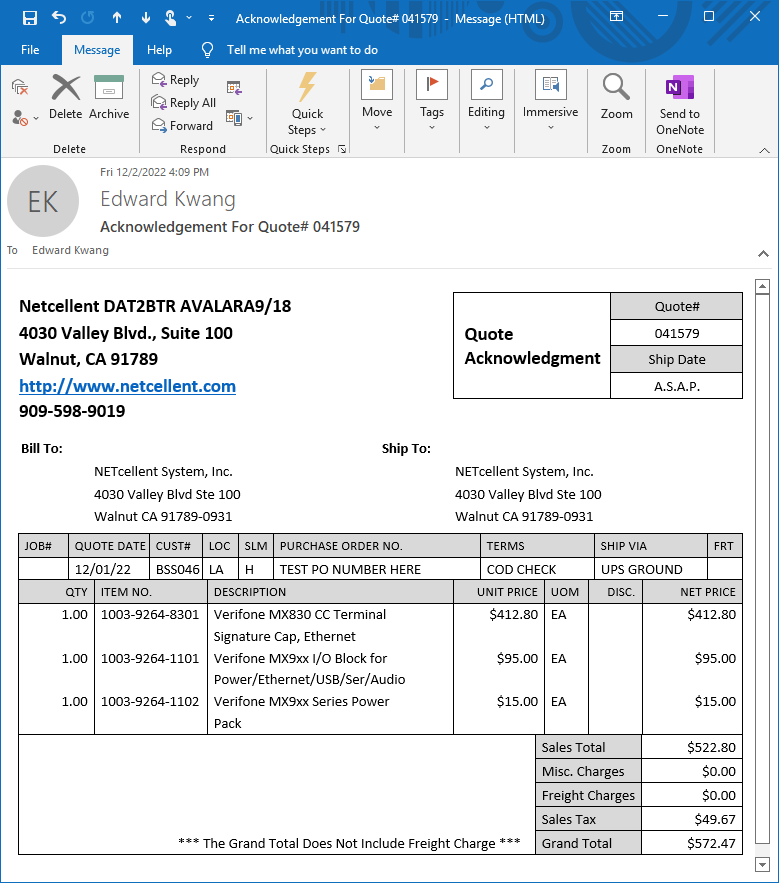 Acknowledgement For Quote# 041579 - Message (HTML)
File Message Help Tell me what you want to do
Delete Archive
Reply
Reply All
Forward
Quick Steps
Move
Tags
Editing
Immersive
Zoom
Send to OneNote
Delete Respond Quick Steps Zoom OneNote
Fri 12/2/2022 4:09 PM
EK
Edward Kwang
Acknowledgement For Quote# 041579
To Edward Kwang
Netcellent DAT2BTR AVALARA9/18
4030 Valley Blvd., Suite 100
Walnut, CA 91789
http://www.netcellent.com
909-598-9019
Quote
Acknowledgment
Quote#
041579
Ship Date
A.S.A.P.
Bill To:
NETcellent System, Inc.
4030 Valley Blvd Ste 100
Walnut CA 91789-0931
Ship To:
NETcellent System, Inc.
4030 Valley Blvd Ste 100
Walnut CA 91789-0931
JOB# QUOTE DATE CUST# LOC SLM PURCHASE ORDER NO. TERMS SHIP VIA FRT
12/01/22 BSS046 LA H TEST PO NUMBER HERE COD CHECK UPS GROUND
QTY ITEM NO. DESCRIPTION UNIT PRICE UOM DISC. NET PRICE
1.00 1003-9264-8301 Verifone MX830 CC Terminal $412.80 EA $412.80
Signature Cap, Ethernet
1.00 1003-9264-1101 Verifone MX9xx I/O Block for $95.00 EA $95.00
Power/Ethernet/USB/Ser/Audio
1.00 1003-9264-1102 Verifone MX9xx Series Power $15.00 EA $15.00
Pack
Sales Total $522.80
Misc. Charges $0.00
Freight Charges $0.00
Sales Tax $49.67
*** The Grand Total Does Not Include Freight Charge *** Grand Total $572.47